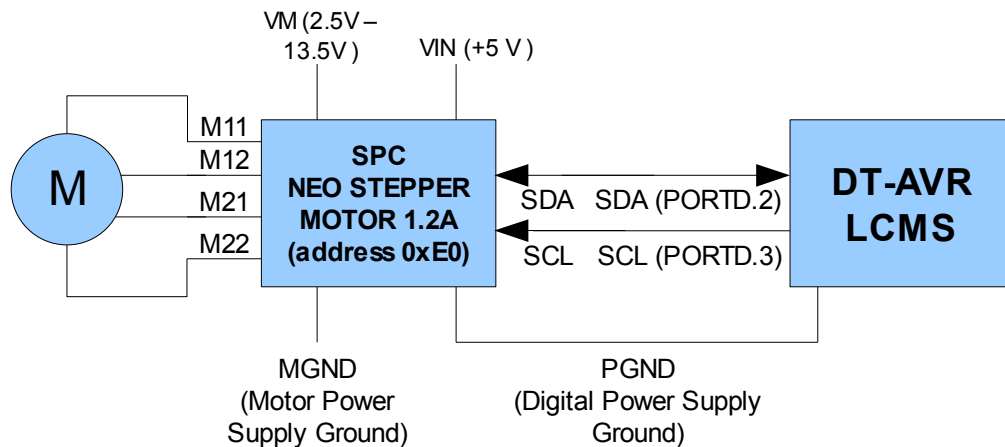 VM (2.5V –
13.5V )
VIN (+5 V)
M11
M12
M21
M22
M
SPC
NEO STEPPER
MOTOR 1.2A
(address 0xE0)
SDA SDA (PORTD.2)
SCL SCL (PORTD.3)
DT-AVR
LCMS
MGND
(Motor Power
Supply Ground)
PGND
(Digital Power Supply
Ground)